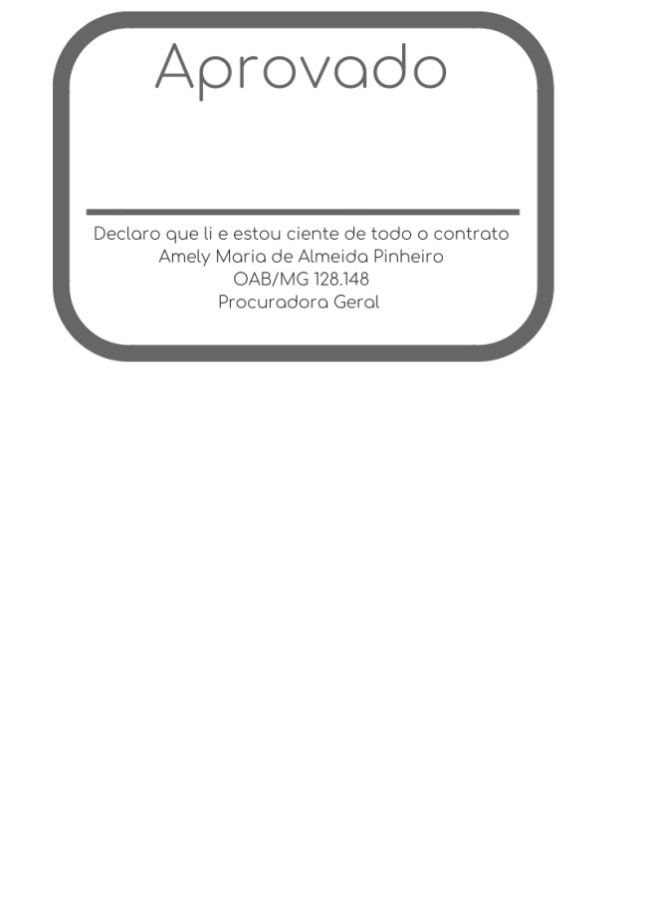 Aprovado
Declaro que li e estou ciente de todo o contrato
Amely Maria de Almeida Pinheiro
OAB/MG 128.148
Procuradora Geral